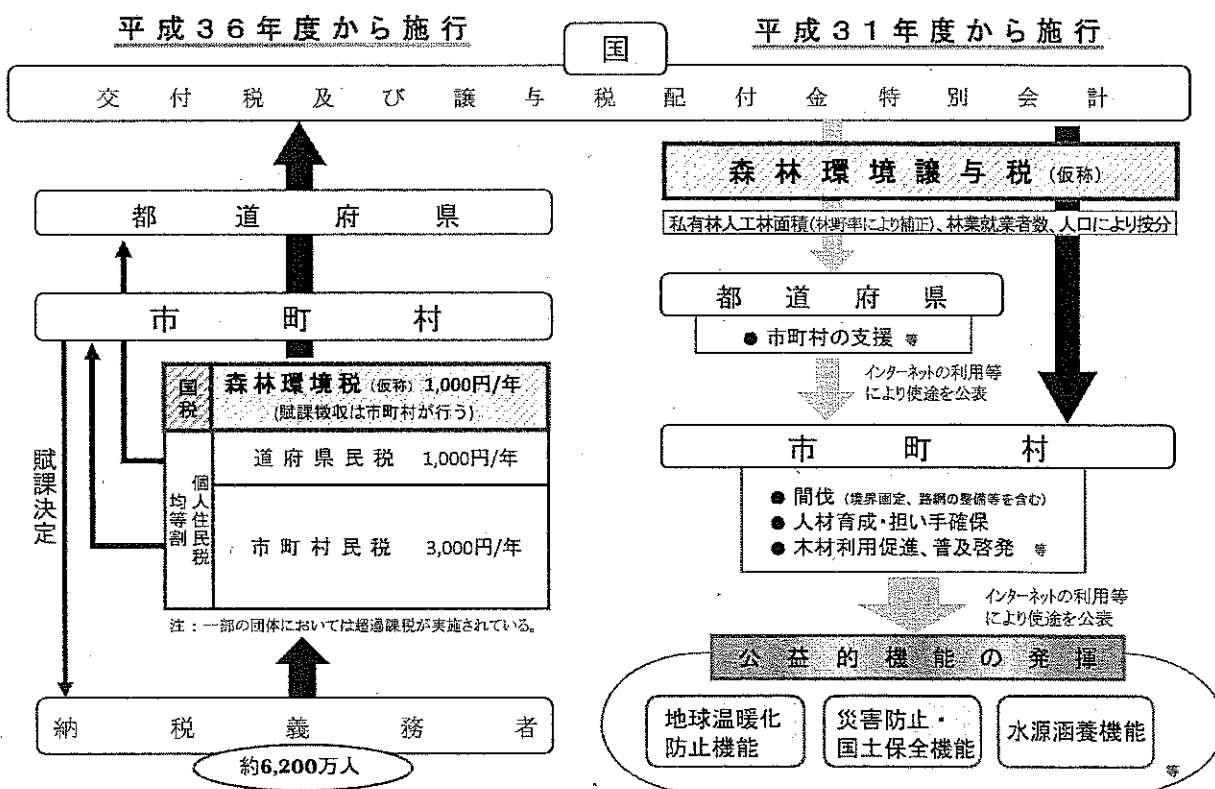 平成３６年度から施行
平成３１年度から施行
国
交付税及び譲与税配付金特別会計
都道府県
市町村
国税
森林環境税 (仮称) 1,000円/年
(賦課徴収は市町村が行う)
個人住民税
均等割
道府県民税 1,000円/年
市町村民税 3,000円/年
注：一部の団体においては超過課税が実施されている。
賦課決定
納税義務者
約6,200万人
森林環境譲与税 (仮称)
私有林人工林面積(林野率により補正)、林業就業者数、人口により按分
都道府県
● 市町村の支援 等
インターネットの利用等
により使途を公表
市町村
● 間伐 (境界画定、路網の整備等を含む)
● 人材育成・担い手確保
● 木材利用促進、普及啓発 等
インターネットの利用等
により使途を公表
公益的機能の発揮
地球温暖化
防止機能
災害防止・
国土保全機能
水源涵養機能
等